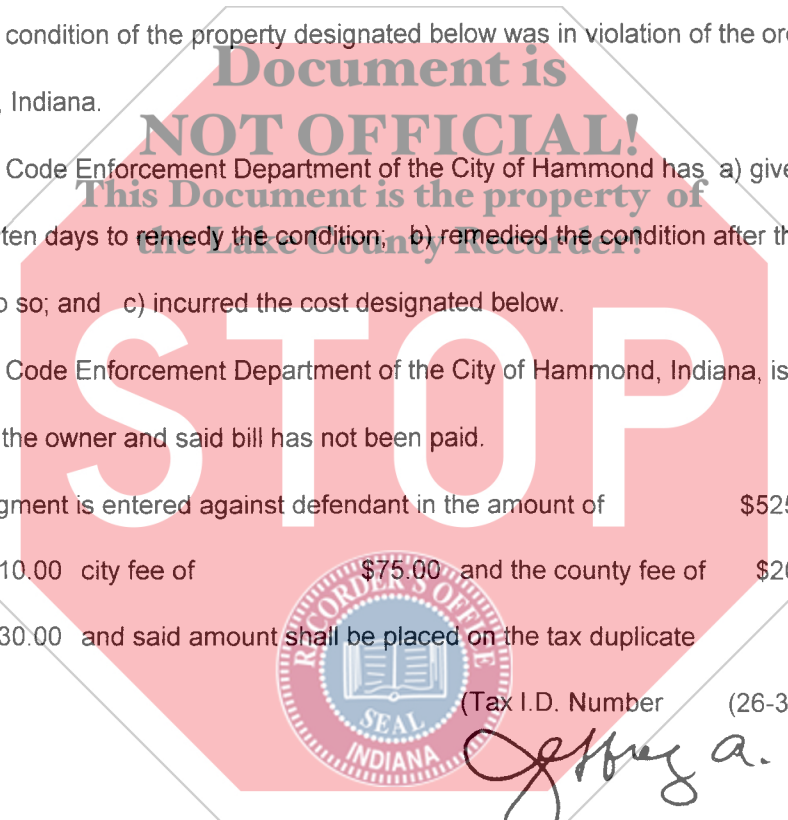 condition of the property designated below was in violation of the ord
Document is
, Indiana.
NOT OFFICIAL!
Code Enforcement Department of the City of Hammond has a) give
This Document is the property of
ten days to remedy the condition; b) remedied the condition after th
the Lake County Recorder!
o so; and c) incurred the cost designated below.
STOP
Code Enforcement Department of the City of Hammond, Indiana, is
the owner and said bill has not been paid.
gment is entered against defendant in the amount of $525
10.00 city fee of $75.00 and the county fee of $20
30.00 and said amount shall be placed on the tax duplicate
RECORDER'S OFFICE
SEAL
INDIANA
(Tax I.D. Number (26-3
Jeffrey A.